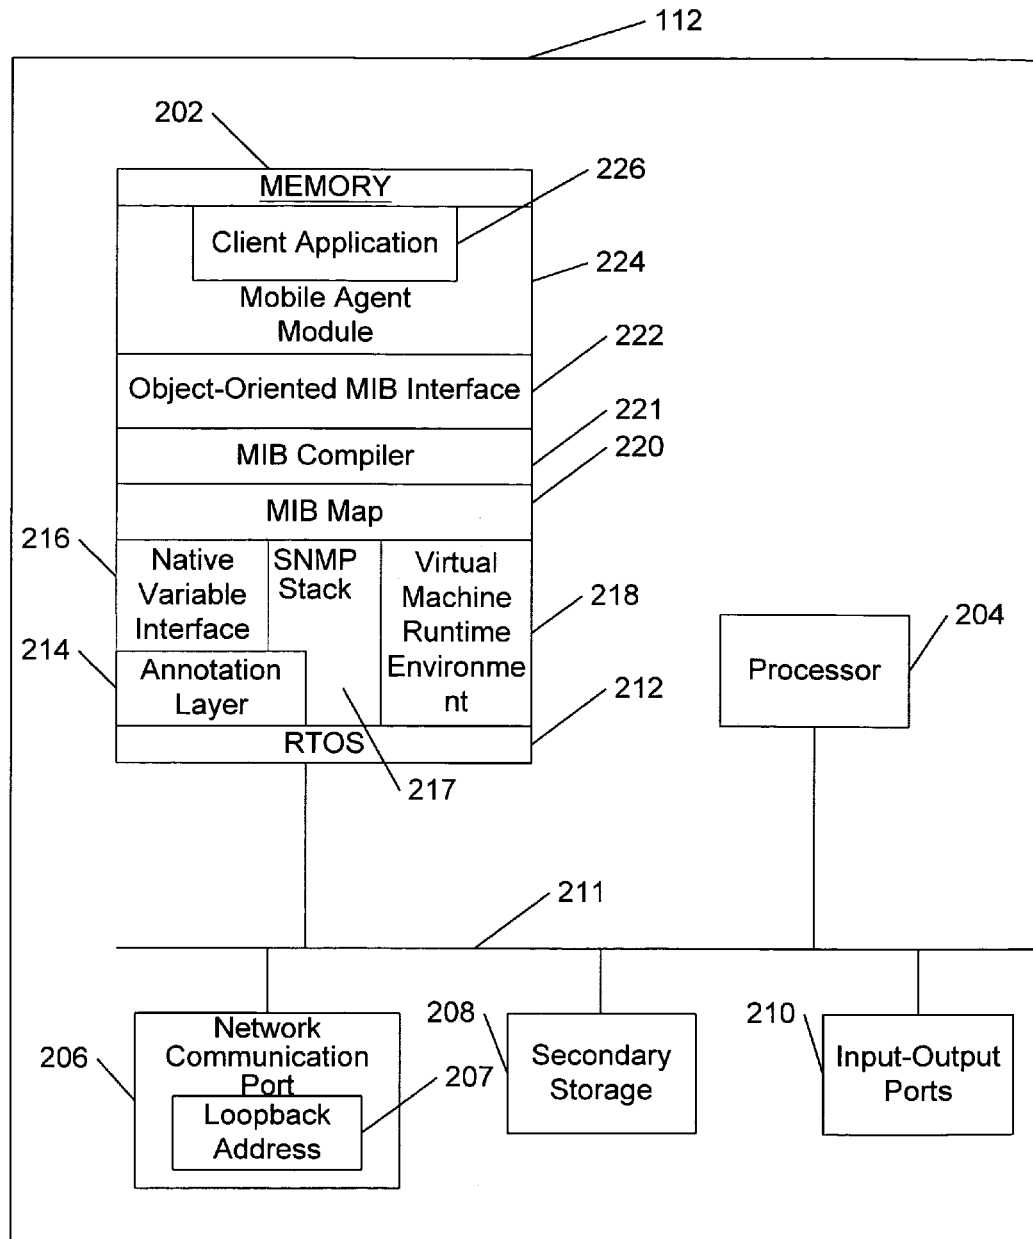 112
202
MEMORY
226
Client Application
224
Mobile Agent
Module
222
Object-Oriented MIB Interface
221
MIB Compiler
220
MIB Map
216
Native
Variable
Interface
SNMP
Stack
Virtual
Machine
Runtime
Environme
nt
218
204
Processor
214
Annotation
Layer
212
RTOS
217
211
206
Network
Communication
Port
207
Loopback
Address
208
Secondary
Storage
210
Input-Output
Ports